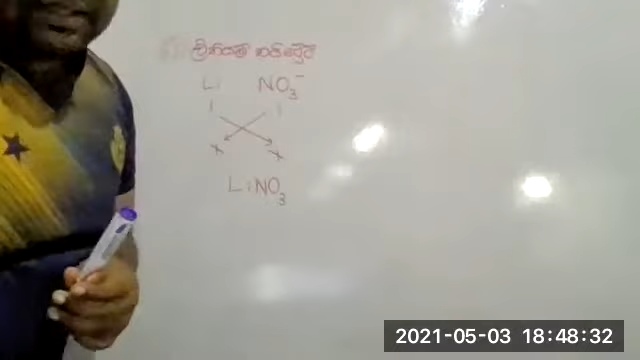 ලිතියම් නයිට්‍රේට්
Li NO₃⁻
1 1
x x
LiNO₃
2021-05-03 18:48:32